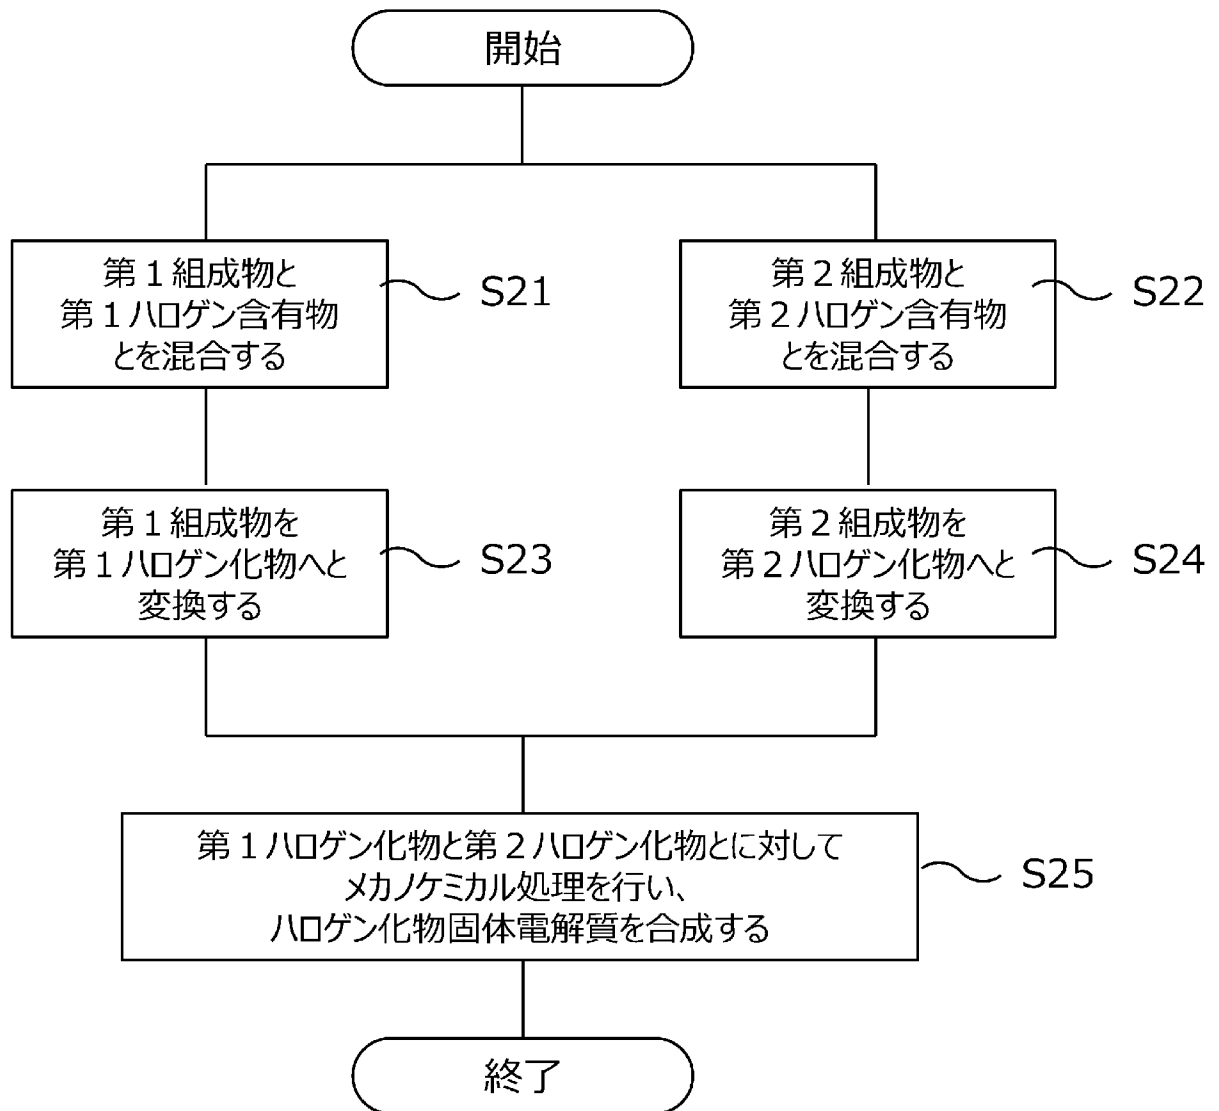 開始
第１組成物と
第１ハロゲン含有物
とを混合する
S21
第２組成物と
第２ハロゲン含有物
とを混合する
S22
第１組成物を
第１ハロゲン化物へと
変換する
S23
第２組成物を
第２ハロゲン化物へと
変換する
S24
第１ハロゲン化物と第２ハロゲン化物とに対して
メカノケミカル処理を行い、
ハロゲン化物固体電解質を合成する
S25
終了